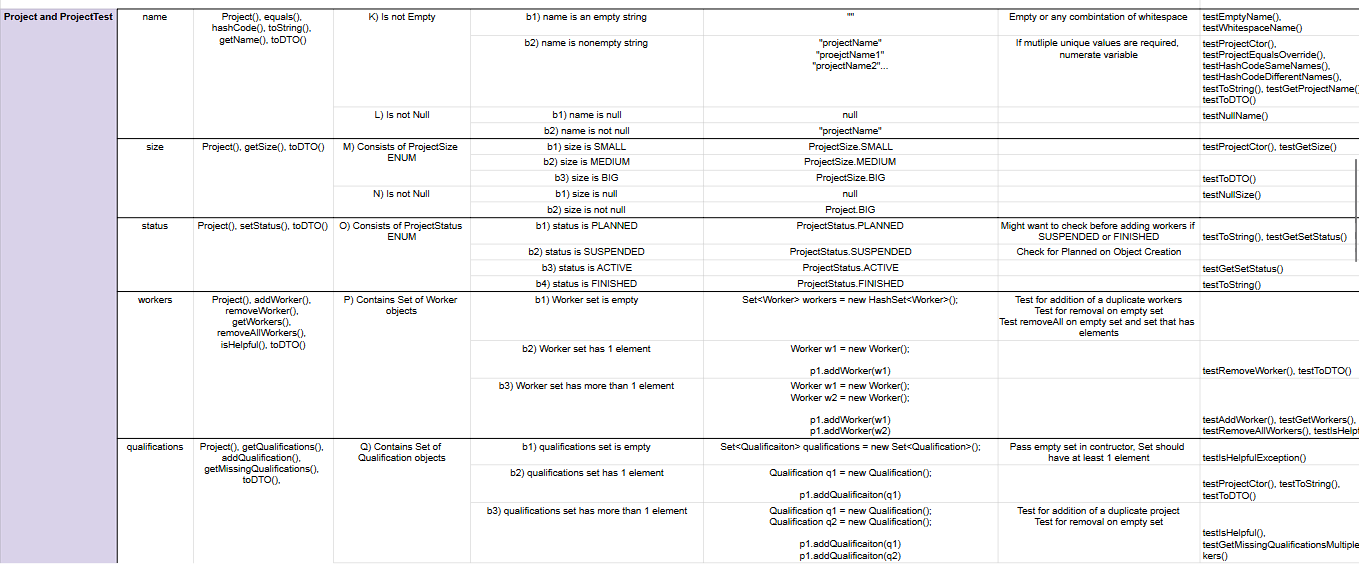 Project and ProjectTest
name
Project(), equals(),
hashCode(), toString(),
getName(), toDTO()
K) Is not Empty
b1) name is an empty string
""
Empty or any combintation of whitespace
testEmptyName(),
testWhitespaceName()
b2) name is nonempty string
"projectName"
"proejctName1"
"projectName2"...
If mutliple unique values are required,
numerate variable
testProjectCtor(),
testProjectEqualsOverride(),
testHashCodeSameNames(),
testHashCodeDifferentNames(),
testToString(), testGetProjectName(
testToDTO()
L) Is not Null
b1) name is null
null
testNullName()
b2) name is not null
"projectName"
size
Project(), getSize(), toDTO()
M) Consists of ProjectSize
ENUM
b1) size is SMALL
ProjectSize.SMALL
testProjectCtor(), testGetSize()
b2) size is MEDIUM
ProjectSize.MEDIUM
b3) size is BIG
ProjectSize.BIG
testToDTO()
N) Is not Null
b1) size is null
null
testNullSize()
b2) size is not null
Project.BIG
status
Project(), setStatus(), toDTO()
O) Consists of ProjectStatus
ENUM
b1) status is PLANNED
ProjectStatus.PLANNED
Might want to check before adding workers if
SUSPENDED or FINISHED
testToString(), testGetSetStatus()
b2) status is SUSPENDED
ProjectStatus.SUSPENDED
Check for Planned on Object Creation
b3) status is ACTIVE
ProjectStatus.ACTIVE
testGetSetStatus()
b4) status is FINISHED
ProjectStatus.FINISHED
testToString()
workers
Project(), addWorker(),
removeWorker(),
getWorkers(),
removeAllWorkers(),
isHelpful(), toDTO()
P) Contains Set of Worker
objects
b1) Worker set is empty
Set<Worker> workers = new HashSet<Worker>();
Test for addition of a duplicate workers
Test for removal on empty set
Test removeAll on empty set and set that has
elements
b2) Worker set has 1 element
Worker w1 = new Worker();
p1.addWorker(w1)
testRemoveWorker(), testToDTO()
b3) Worker set has more than 1 element
Worker w1 = new Worker();
Worker w2 = new Worker();
p1.addWorker(w1)
p1.addWorker(w2)
testAddWorker(), testGetWorkers(),
testRemoveAllWorkers(), testIsHelpf
qualifications
Project(), getQualifications(),
addQualification(),
getMissingQualifications(),
toDTO(),
Q) Contains Set of
Qualification objects
b1) qualifications set is empty
Set<Qualificaiton> qualifications = new Set<Qualification>();
Pass empty set in contructor, Set should
have at least 1 element
testIsHelpfulException()
b2) qualifications set has 1 element
Qualification q1 = new Qualification();
p1.addQualificaiton(q1)
testProjectCtor(), testToString(),
testToDTO()
b3) qualifications set has more than 1 element
Qualification q1 = new Qualification();
Qualification q2 = new Qualification();
p1.addQualificaiton(q1)
p1.addQualificaiton(q2)
Test for addition of a duplicate project
Test for removal on empty set
testIsHelpful(),
testGetMissingQualificationsMultiple
kers()